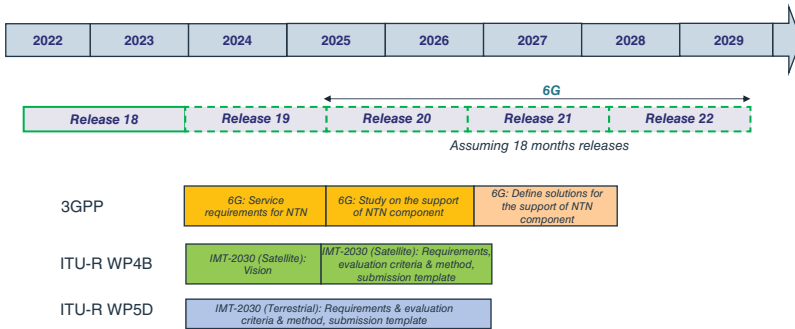 2022 2023 2024 2025 2026 2027 2028 2029
6G
Release 18 Release 19 Release 20 Release 21 Release 22
Assuming 18 months releases
3GPP
6G: Service
requirements for NTN
6G: Study on the support
of NTN component
6G: Define solutions for
the support of NTN
component
ITU-R WP4B
IMT-2030 (Satellite):
Vision
IMT-2030 (Satellite): Requirements,
evaluation criteria & method,
submission template
ITU-R WP5D
IMT-2030 (Terrestrial): Requirements & evaluation
criteria & method, submission template